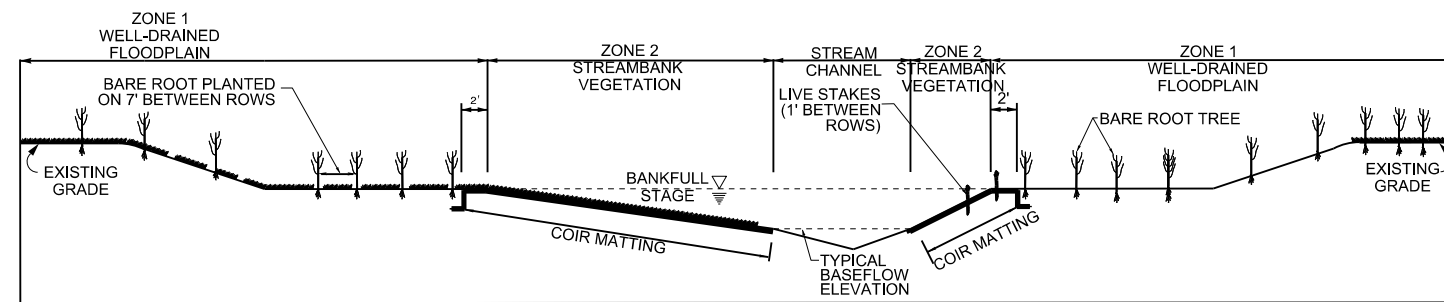 ZONE 1
WELL-DRAINED
FLOODPLAIN
ZONE 2
STREAMBANK
VEGETATION
STREAM
CHANNEL
ZONE 2
STREAMBANK
VEGETATION
ZONE 1
WELL-DRAINED
FLOODPLAIN
BARE ROOT PLANTED
ON 7' BETWEEN ROWS
2'
LIVE STAKES
(1' BETWEEN
ROWS)
2'
BARE ROOT TREE
EXISTING
GRADE
BANKFULL
STAGE
EXISTING
GRADE
COIR MATTING
TYPICAL
BASEFLOW
ELEVATION
COIR MATTING